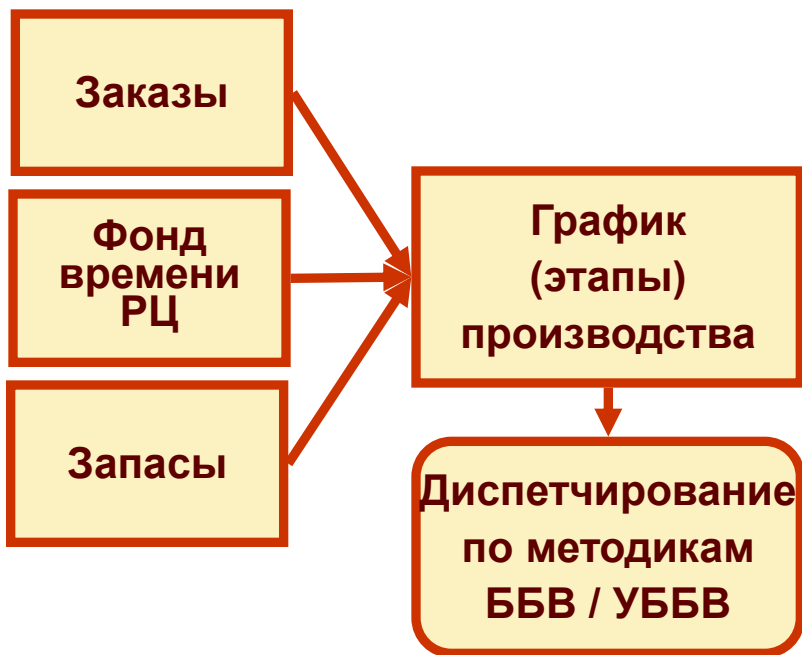 Заказы
Фонд
времени
РЦ
Запасы
График
(этапы)
производства
Диспетчирование
по методикам
ББВ / УББВ